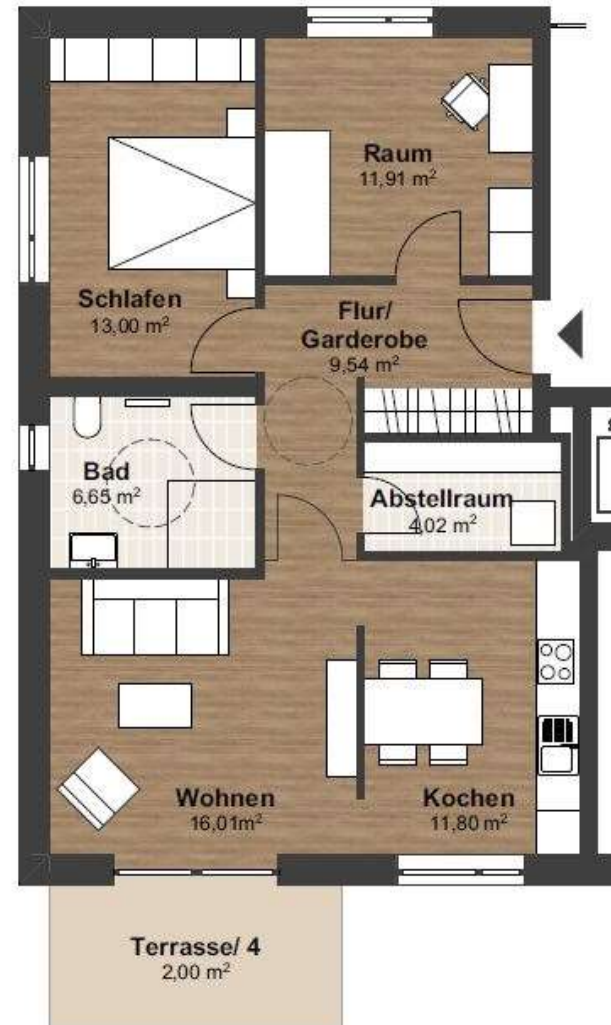 Raum
11,91 m²
Schlafen
13,00 m²
Flur/
Garderobe
9,54 m²
Bad
6,65 m²
Abstellraum
4,02 m²
Wohnen
16,01m²
Kochen
11,80 m²
Terrasse/ 4
2,00 m²